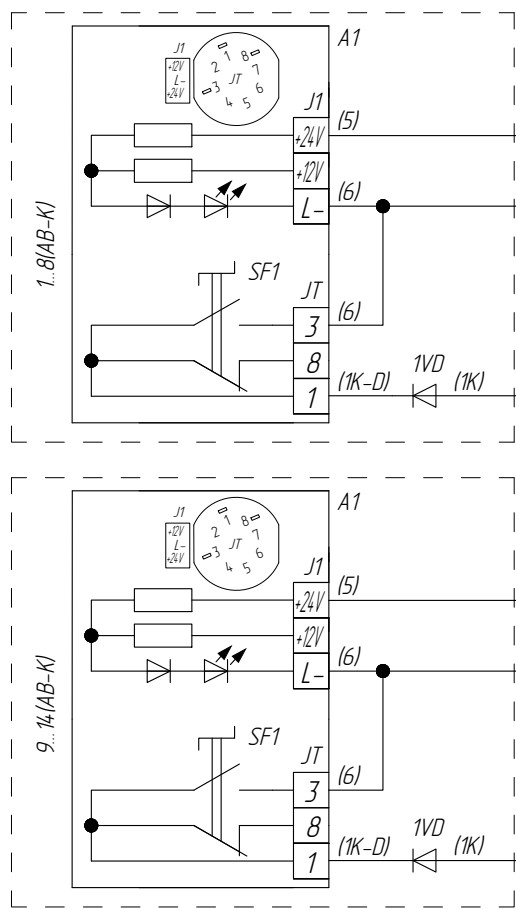 A1
J1
+12V
L-
+24V
1
2
3
4
5
6
7
8
JT
J1
+24V
(5)
+12V
L-
(6)
1...8(AB-K)
SF1
JT
3
(6)
8
1
(1K-D)
1VD
(1K)
A1
J1
+12V
L-
+24V
1
2
3
4
5
6
7
8
JT
J1
+24V
(5)
+12V
L-
(6)
9...14(AB-K)
SF1
JT
3
(6)
8
1
(1K-D)
1VD
(1K)